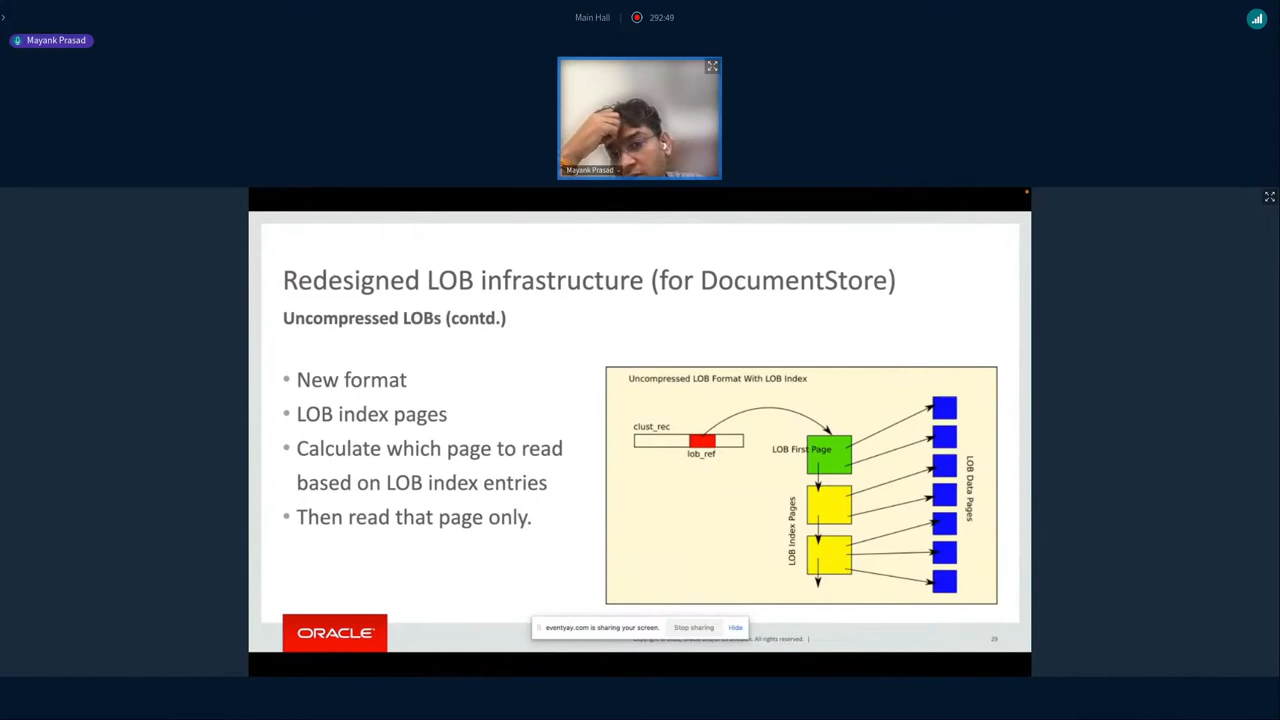 Main Hall
292:49
Mayank Prasad
Mayank Prasad
Redesigned LOB infrastructure (for DocumentStore)
Uncompressed LOBs (contd.)
• New format
• LOB index pages
• Calculate which page to read
based on LOB index entries
• Then read that page only.
Uncompressed LOB Format With LOB Index
clust_rec
lob_ref
LOB First Page
LOB Index Pages
LOB Data Pages
ORACLE
eventyay.com is sharing your screen.
Stop sharing
Hide
All rights reserved. |
29